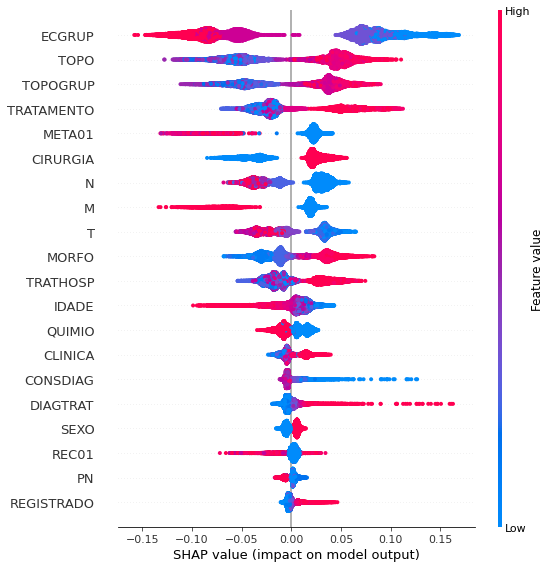 High
ECGRUP
TOPO
TOPOGRUP
TRATAMENTO
META01
CIRURGIA
N
M
T
MORFO
TRATHOSP
IDADE
QUIMIO
CLINICA
CONSDIAG
DIAGTRAT
SEXO
REC01
PN
REGISTRADO
Feature value
Low
−0.15 −0.10 −0.05 0.00 0.05 0.10 0.15
SHAP value (impact on model output)